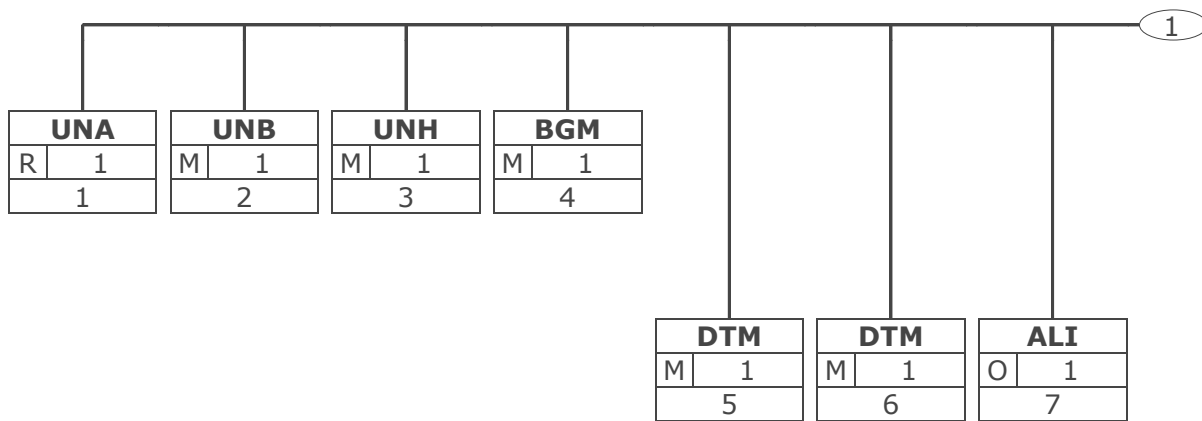 1
UNA UNB UNH BGM
R 1 M 1 M 1 M 1
1 2 3 4
DTM DTM ALI
M 1 M 1 O 1
5 6 7